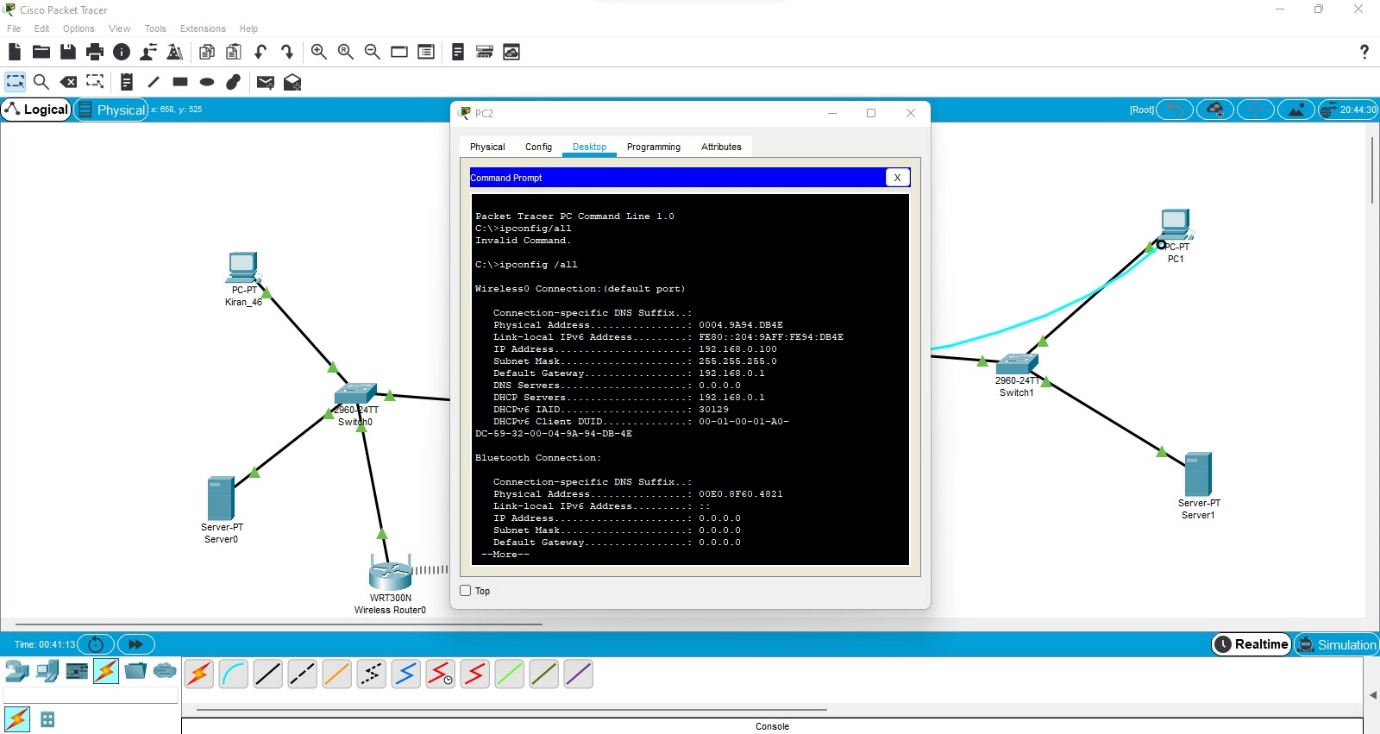 Cisco Packet Tracer
File Edit Options View Tools Extensions Help
?
Logical Physical x: 658, y: 525
[Root] 20:44:30
PC2
Physical Config Desktop Programming Attributes
Command Prompt X
Packet Tracer PC Command Line 1.0
C:\>ipconfig/all
Invalid Command.
C:\>ipconfig /all
Wireless0 Connection:(default port)
Connection-specific DNS Suffix..:
Physical Address................: 0004.9A94.DB4E
Link-local IPv6 Address.........: FE80::204:9AFF:FE94:DB4E
IP Address......................: 192.168.0.100
Subnet Mask.....................: 255.255.255.0
Default Gateway.................: 192.168.0.1
DNS Servers.....................: 0.0.0.0
DHCP Servers....................: 192.168.0.1
DHCPv6 IAID.....................: 30129
DHCPv6 Client DUID..............: 00-01-00-01-A0-
DC-59-32-00-04-9A-94-DB-4E
Bluetooth Connection:
Connection-specific DNS Suffix..:
Physical Address................: 00E0.8F60.4821
Link-local IPv6 Address.........: ::
IP Address......................: 0.0.0.0
Subnet Mask.....................: 0.0.0.0
Default Gateway.................: 0.0.0.0
--More--
Top
PC-PT
Kiran_46
2960-24TT
Switch0
Server-PT
Server0
WRT300N
Wireless Router0
PC-PT
PC1
2960-24TT
Switch1
Server-PT
Server1
Time: 00:41:13
Realtime Simulation
Console